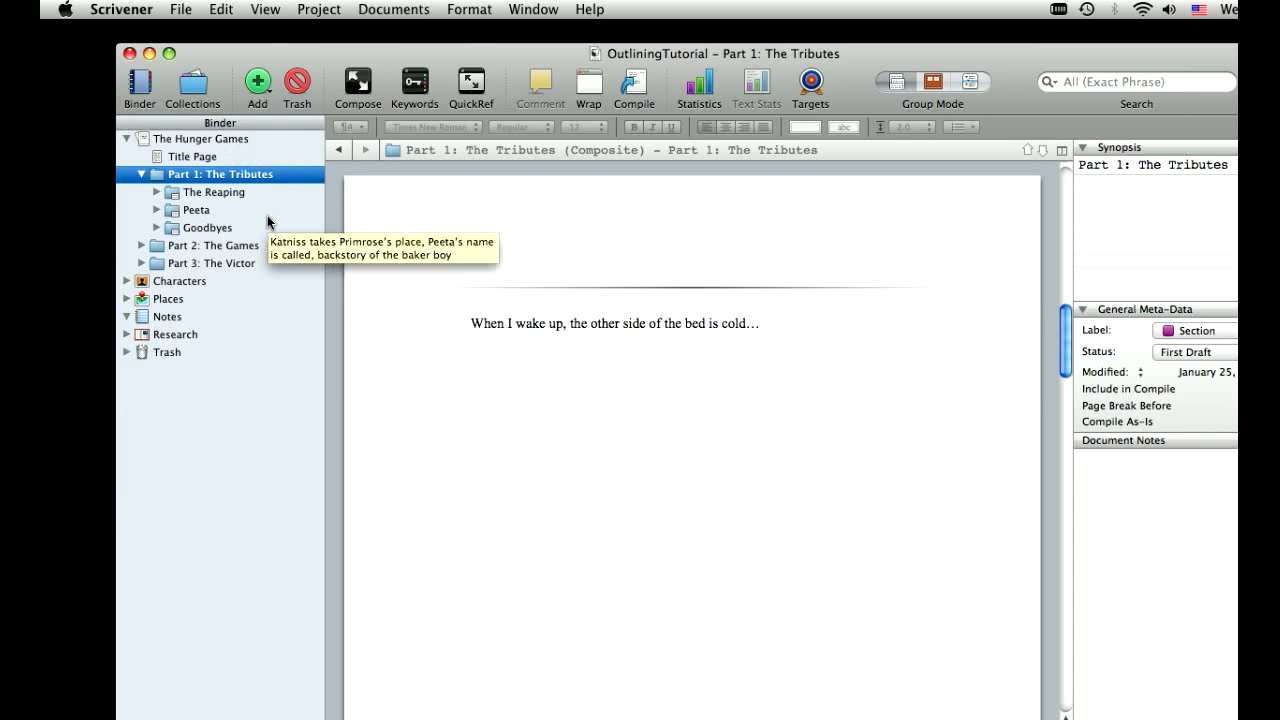 Scrivener File Edit View Project Documents Format Window Help We
OutliningTutorial – Part 1: The Tributes
All (Exact Phrase)
Binder Collections Add Trash Compose Keywords QuickRef Comment Wrap Compile Statistics Text Stats Targets Group Mode Search
Binder
¶a Times New Roman Regular 12 B I U abc 2.0
The Hunger Games
Title Page
Part 1: The Tributes
The Reaping
Peeta
Goodbyes
Part 2: The Games
Part 3: The Victor
Characters
Places
Notes
Research
Trash
Katniss takes Primrose's place, Peeta's name
is called, backstory of the baker boy
Part 1: The Tributes (Composite) – Part 1: The Tributes
When I wake up, the other side of the bed is cold…
Synopsis
Part 1: The Tributes
General Meta-Data
Label: Section
Status: First Draft
Modified: January 25,
Include in Compile
Page Break Before
Compile As-Is
Document Notes